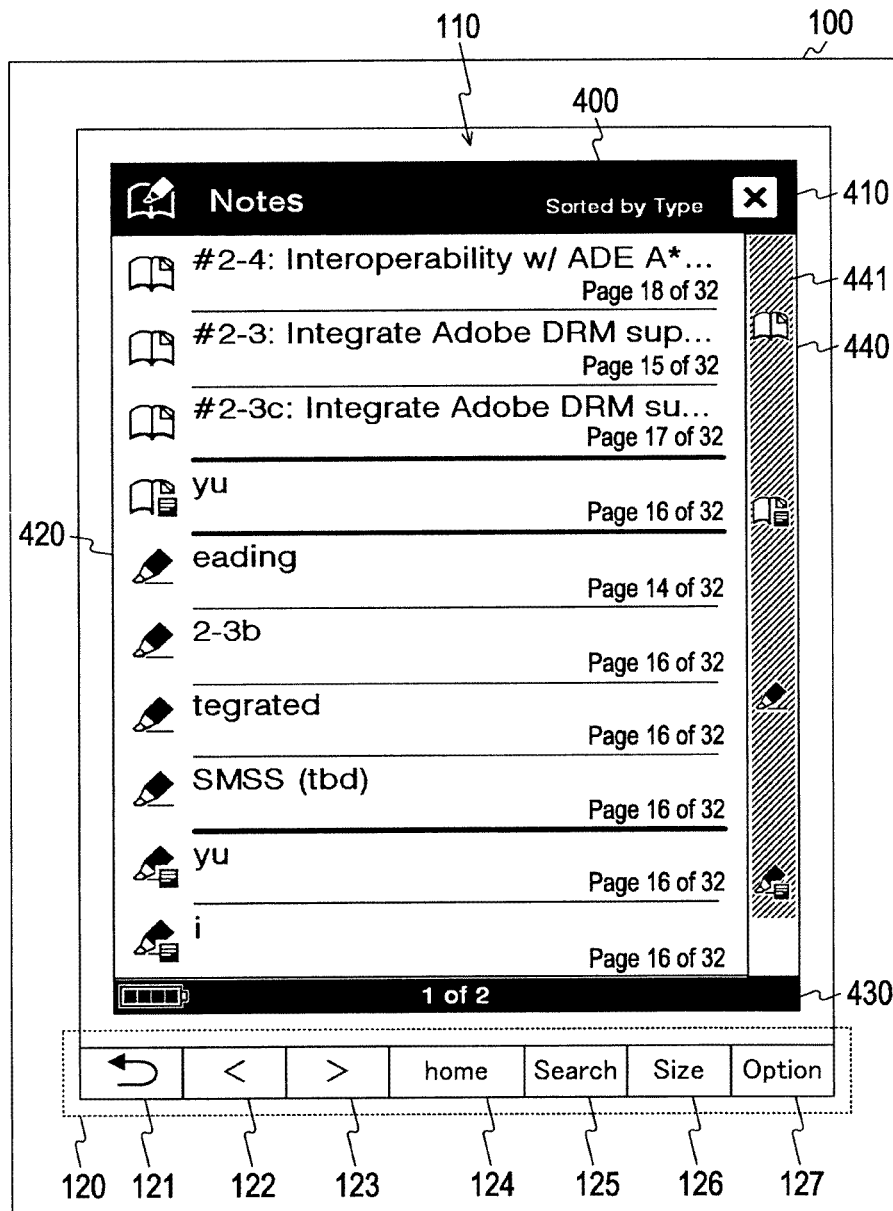 110
100
400
Notes
Sorted by Type
410
#2-4: Interoperability w/ ADE A*...
Page 18 of 32
441
#2-3: Integrate Adobe DRM sup...
Page 15 of 32
440
#2-3c: Integrate Adobe DRM su...
Page 17 of 32
yu
Page 16 of 32
420
eading
Page 14 of 32
2-3b
Page 16 of 32
tegrated
Page 16 of 32
SMSS (tbd)
Page 16 of 32
yu
Page 16 of 32
i
Page 16 of 32
1 of 2
430
< > home Search Size Option
120 121 122 123 124 125 126 127